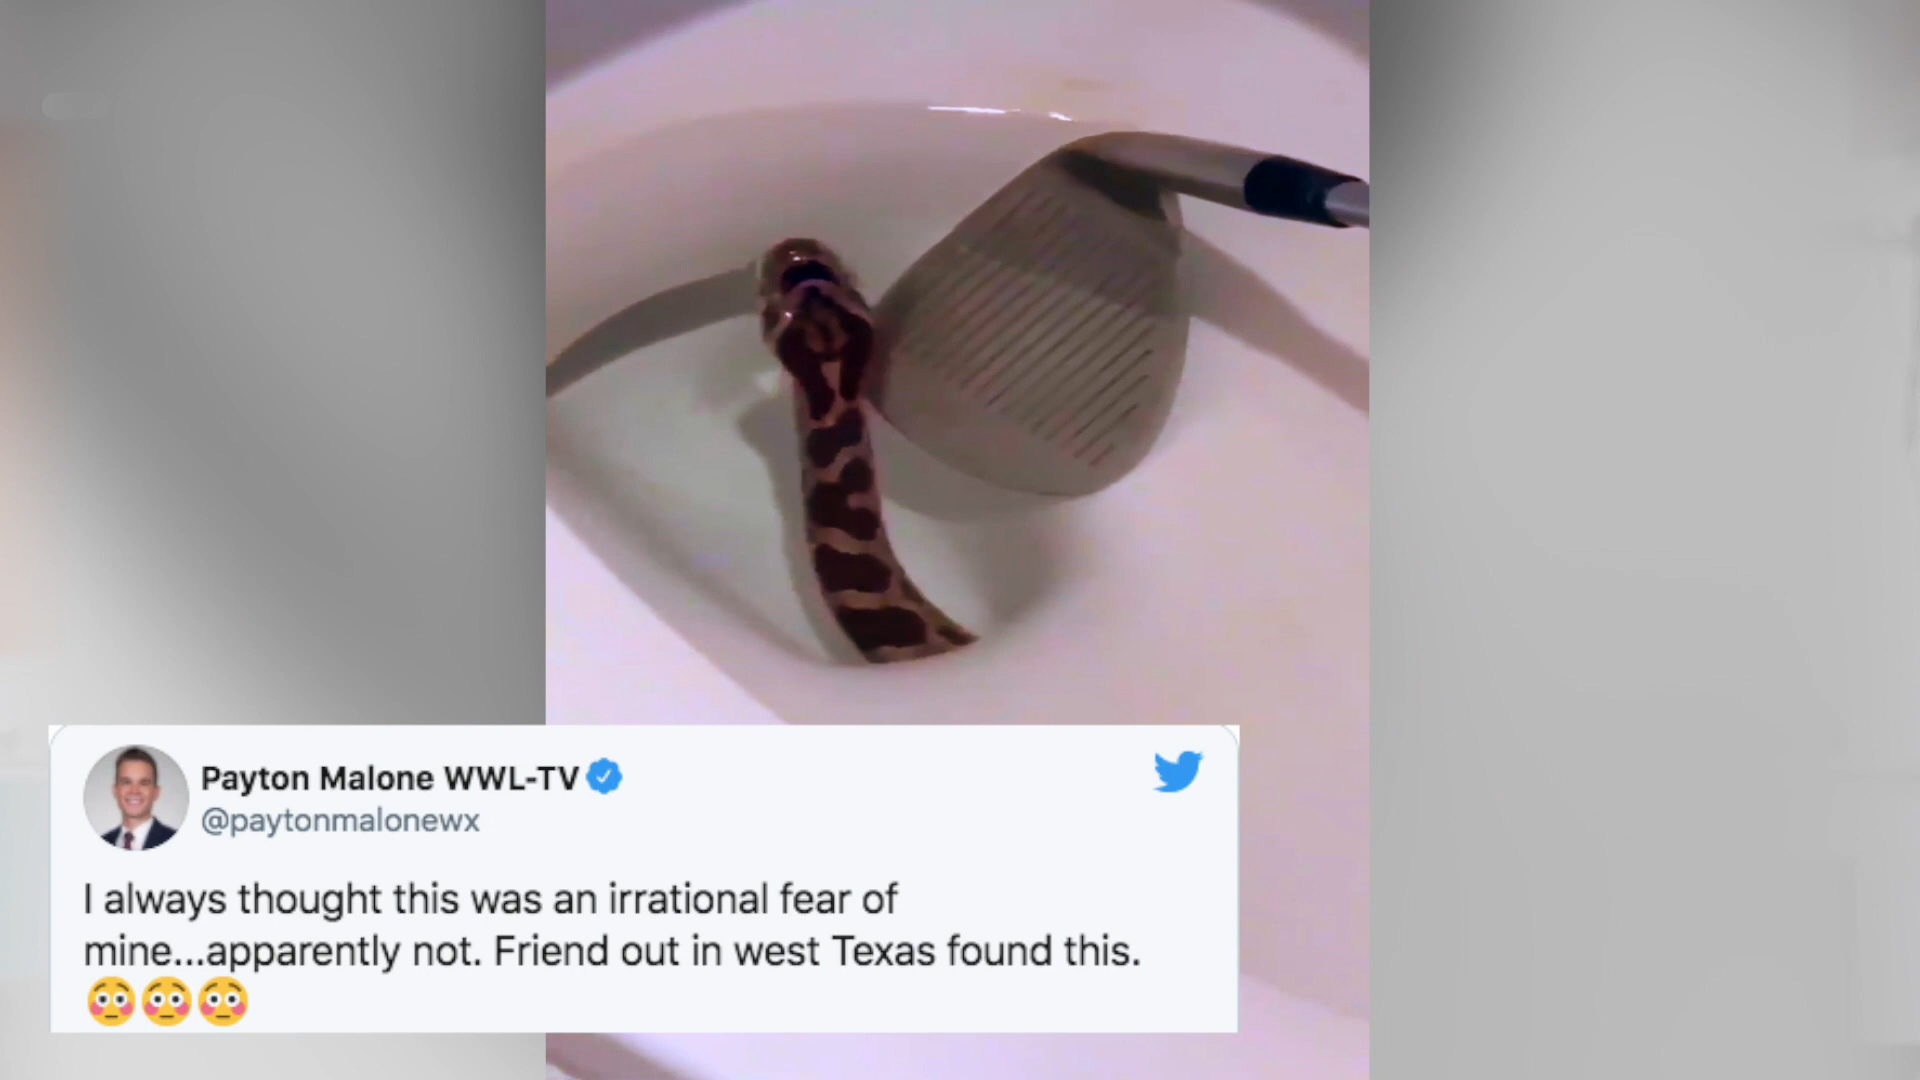 Payton Malone WWL-TV
@paytonmalonewx
I always thought this was an irrational fear of
mine...apparently not. Friend out in west Texas found this.
😳😳😳